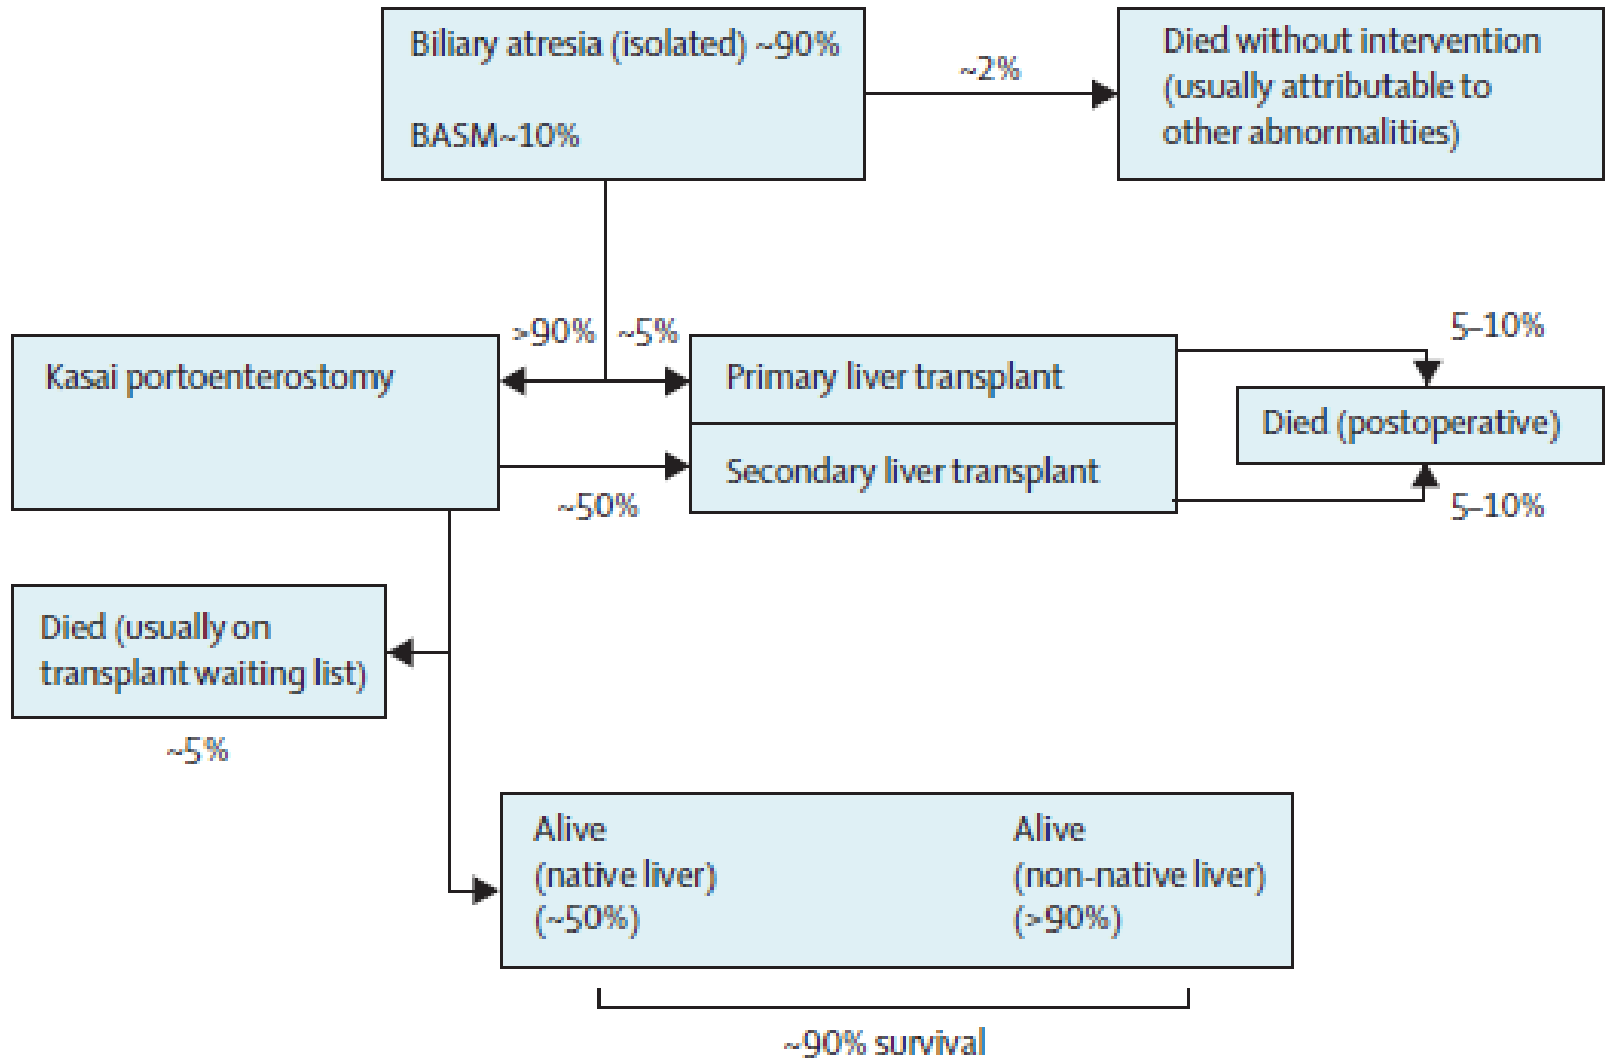 Biliary atresia (isolated) ~90%
BASM~10%
~2%
Died without intervention
(usually attributable to
other abnormalities)
>90%
~5%
Kasai portoenterostomy
Primary liver transplant
Secondary liver transplant
~50%
5–10%
Died (postoperative)
5–10%
Died (usually on
transplant waiting list)
~5%
Alive
(native liver)
(~50%)
Alive
(non-native liver)
(>90%)
~90% survival